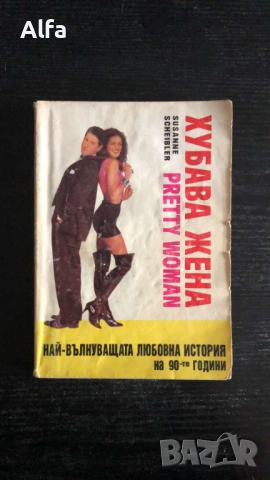 Alfa
ХУБАВА ЖЕНА
SUSANNE
SCHEIBLER
PRETTY WOMAN
НАЙ-ВЪЛНУВАЩАТА ЛЮБОВНА ИСТОРИЯ
на 90-те ГОДИНИ
BAZAR